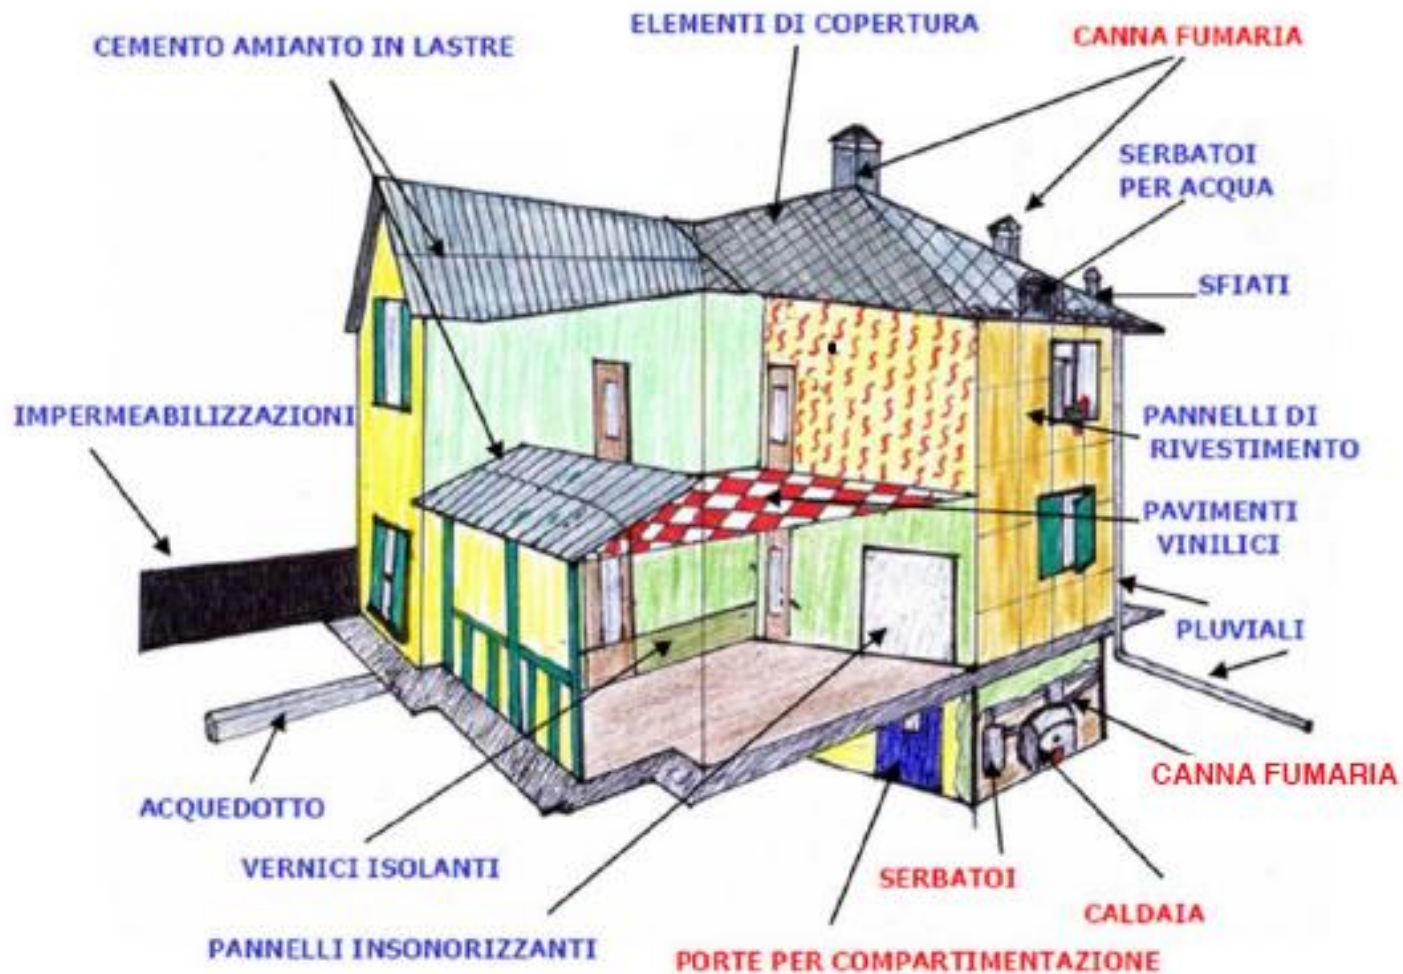 ELEMENTI DI COPERTURA
CEMENTO AMIANTO IN LASTRE
CANNA FUMARIA
SERBATOI
PER ACQUA
SFIATI
IMPERMEABILIZZAZIONI
PANNELLI DI
RIVESTIMENTO
PAVIMENTI
VINILICI
PLUVIALI
CANNA FUMARIA
ACQUEDOTTO
VERNICI ISOLANTI
SERBATOI
CALDAIA
PANNELLI INSONORIZZANTI
PORTE PER COMPARTIMENTAZIONE